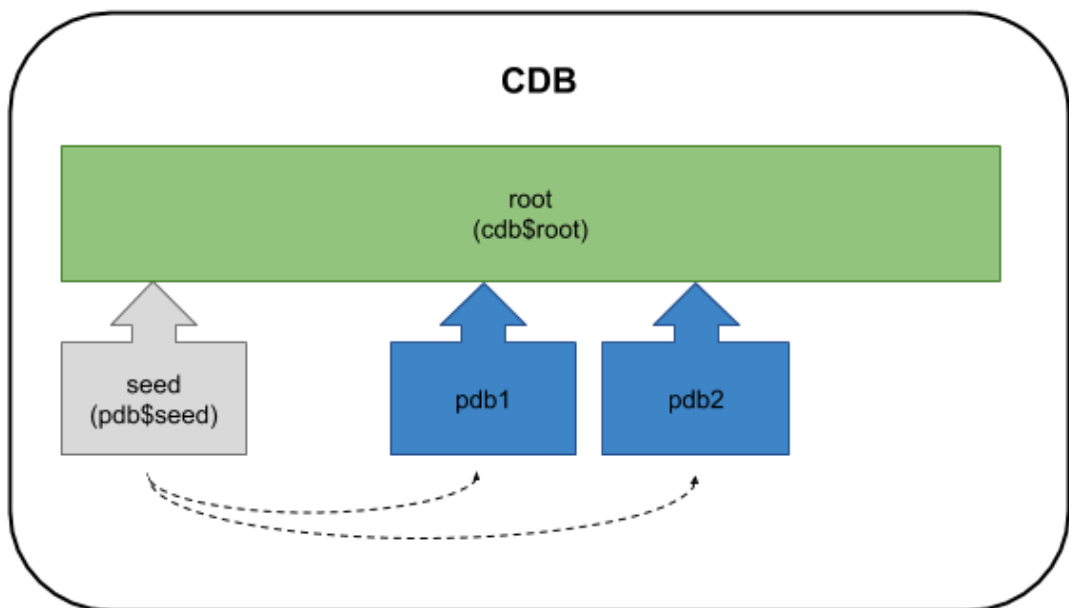 CDB
root
(cdb$root)
seed
(pdb$seed)
pdb1
pdb2